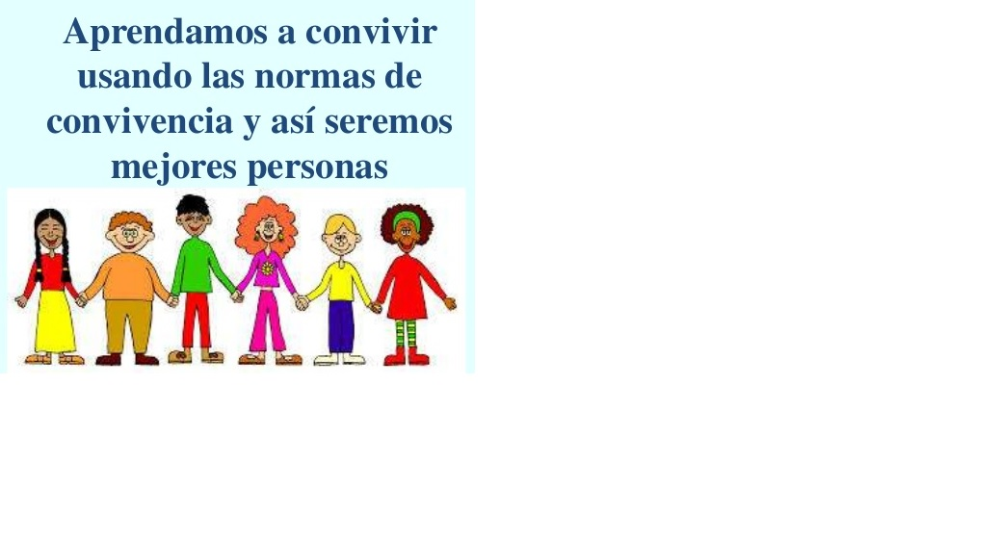 Aprendamos a convivir
usando las normas de
convivencia y así seremos
mejores personas